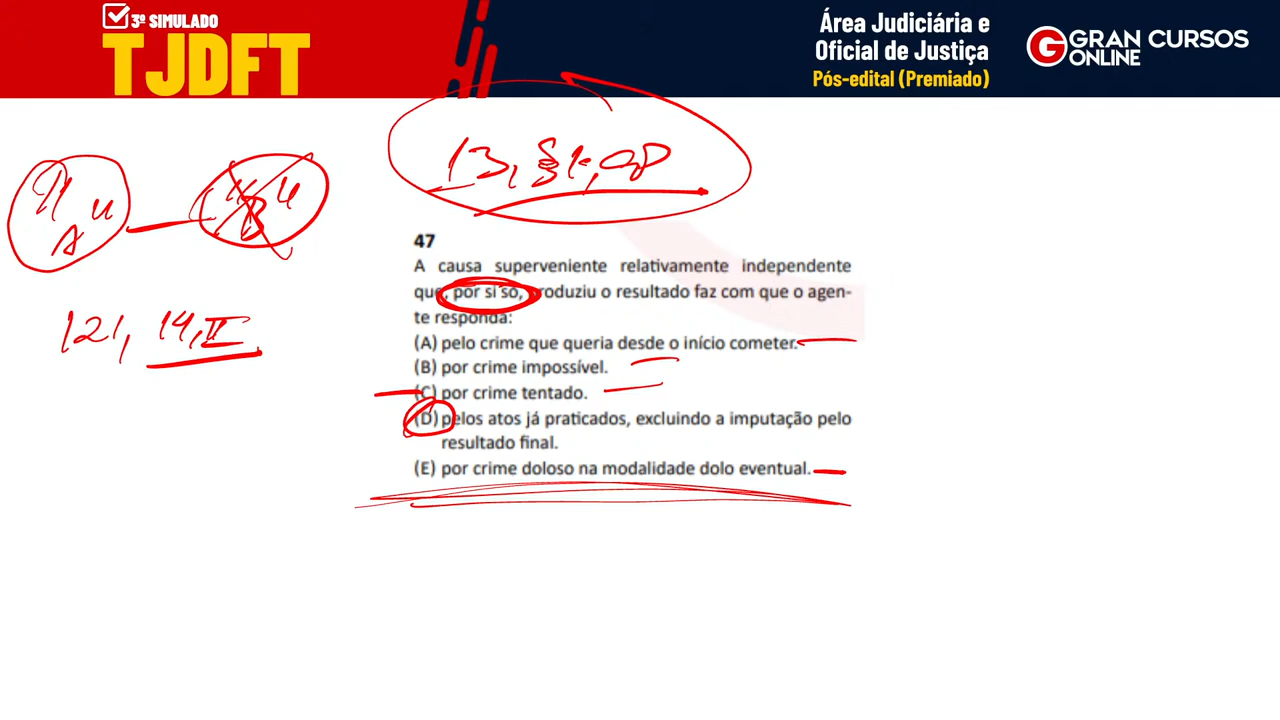 3º SIMULADO
TJDFT
Área Judiciária e
Oficial de Justiça
Pós-edital (Premiado)
G GRAN CURSOS
ONLINE
13, §1º, CP
A
B
121, 14, II
47
A causa superveniente relativamente independente
que, por si só, produziu o resultado faz com que o agen-
te responda:
(A) pelo crime que queria desde o início cometer.
(B) por crime impossível.
(C) por crime tentado.
(D) pelos atos já praticados, excluindo a imputação pelo
resultado final.
(E) por crime doloso na modalidade dolo eventual.